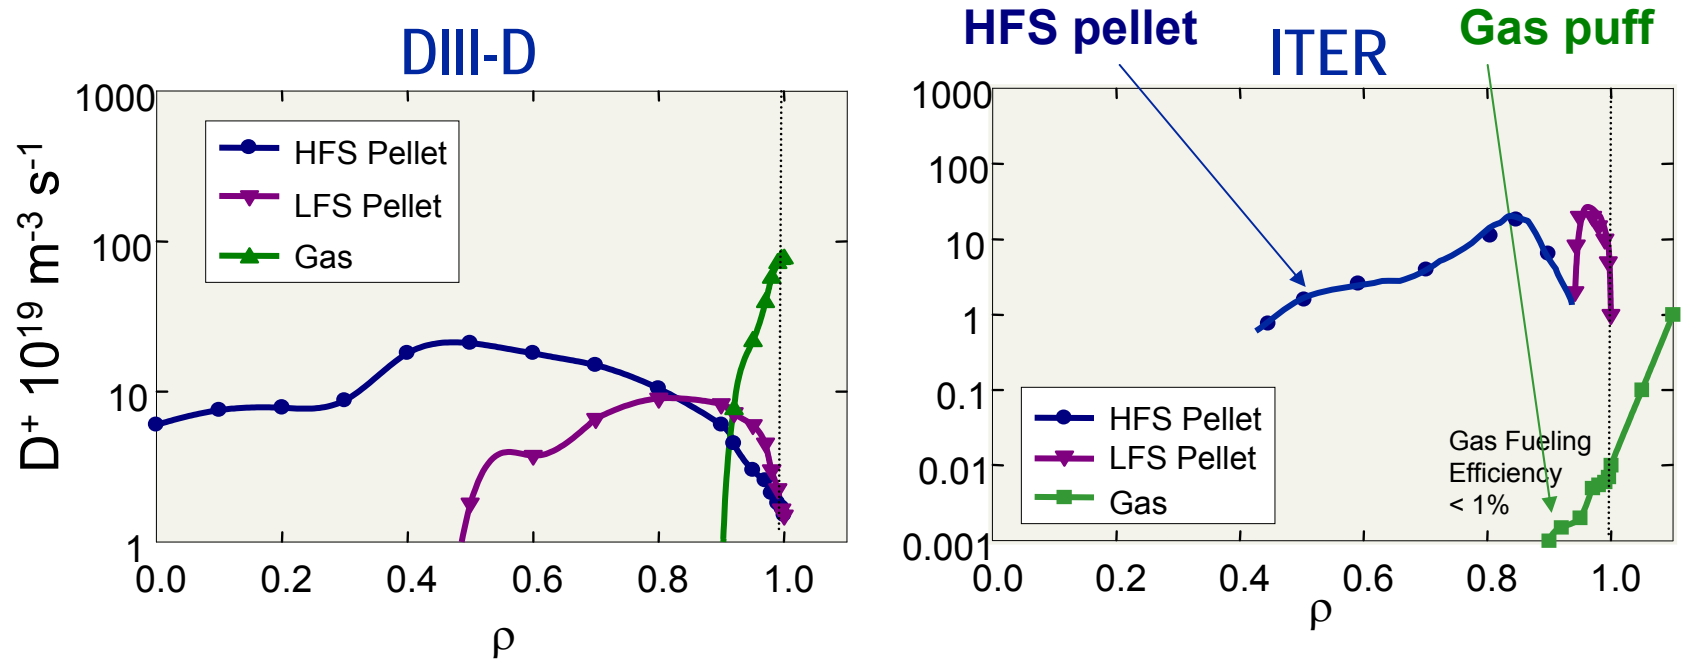 DIII-D
D⁺ 10¹⁹ m⁻³ s⁻¹
1000
100
10
1
HFS Pellet
LFS Pellet
Gas
0.0 0.2 0.4 0.6 0.8 1.0
ρ
HFS pellet
ITER
Gas puff
1000
100
10
1
0.1
0.01
0.001
HFS Pellet
LFS Pellet
Gas
Gas Fueling
Efficiency
< 1%
0.0 0.2 0.4 0.6 0.8 1.0
ρ